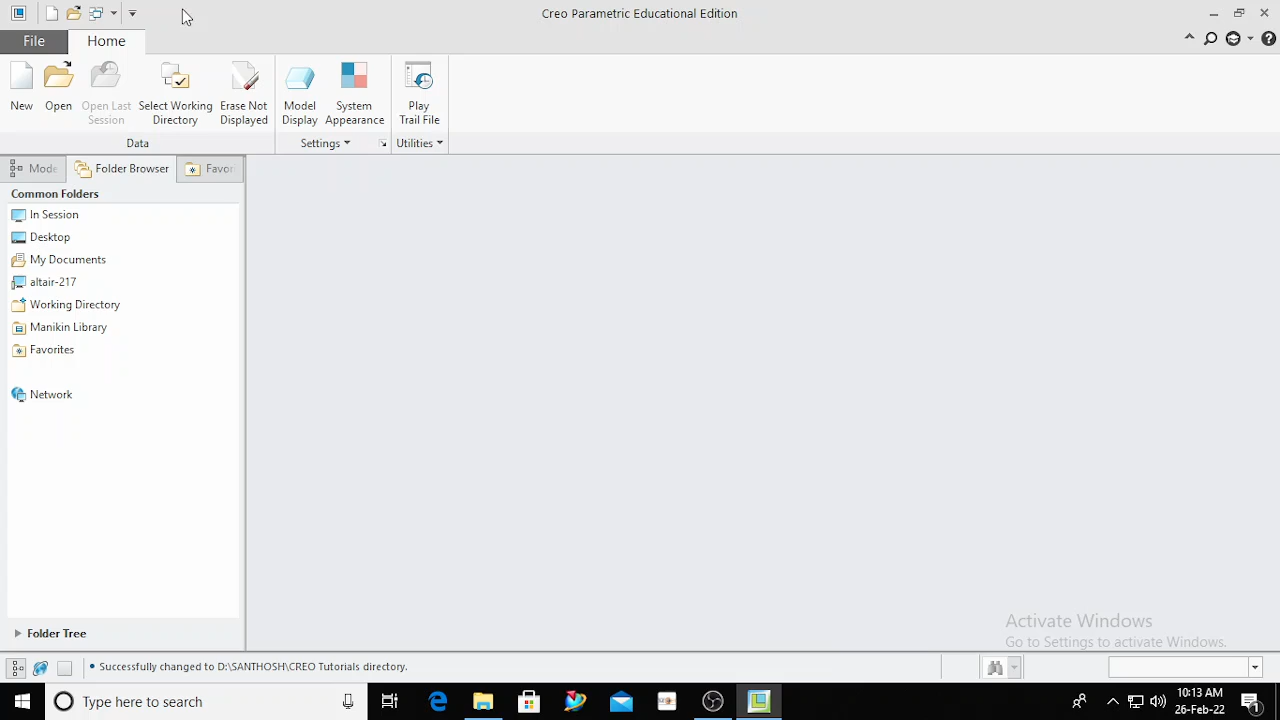 Creo Parametric Educational Edition
File
Home
New
Open
Open Last
Session
Select Working
Directory
Erase Not
Displayed
Model
Display
System
Appearance
Play
Trail File
Data
Settings
Utilities
Mode
Folder Browser
Favor
Common Folders
In Session
Desktop
My Documents
altair-217
Working Directory
Manikin Library
Favorites
Network
Folder Tree
Activate Windows
Go to Settings to activate Windows.
• Successfully changed to D:\SANTHOSH\CREO Tutorials directory.
Type here to search
10:13 AM
26-Feb-22
1